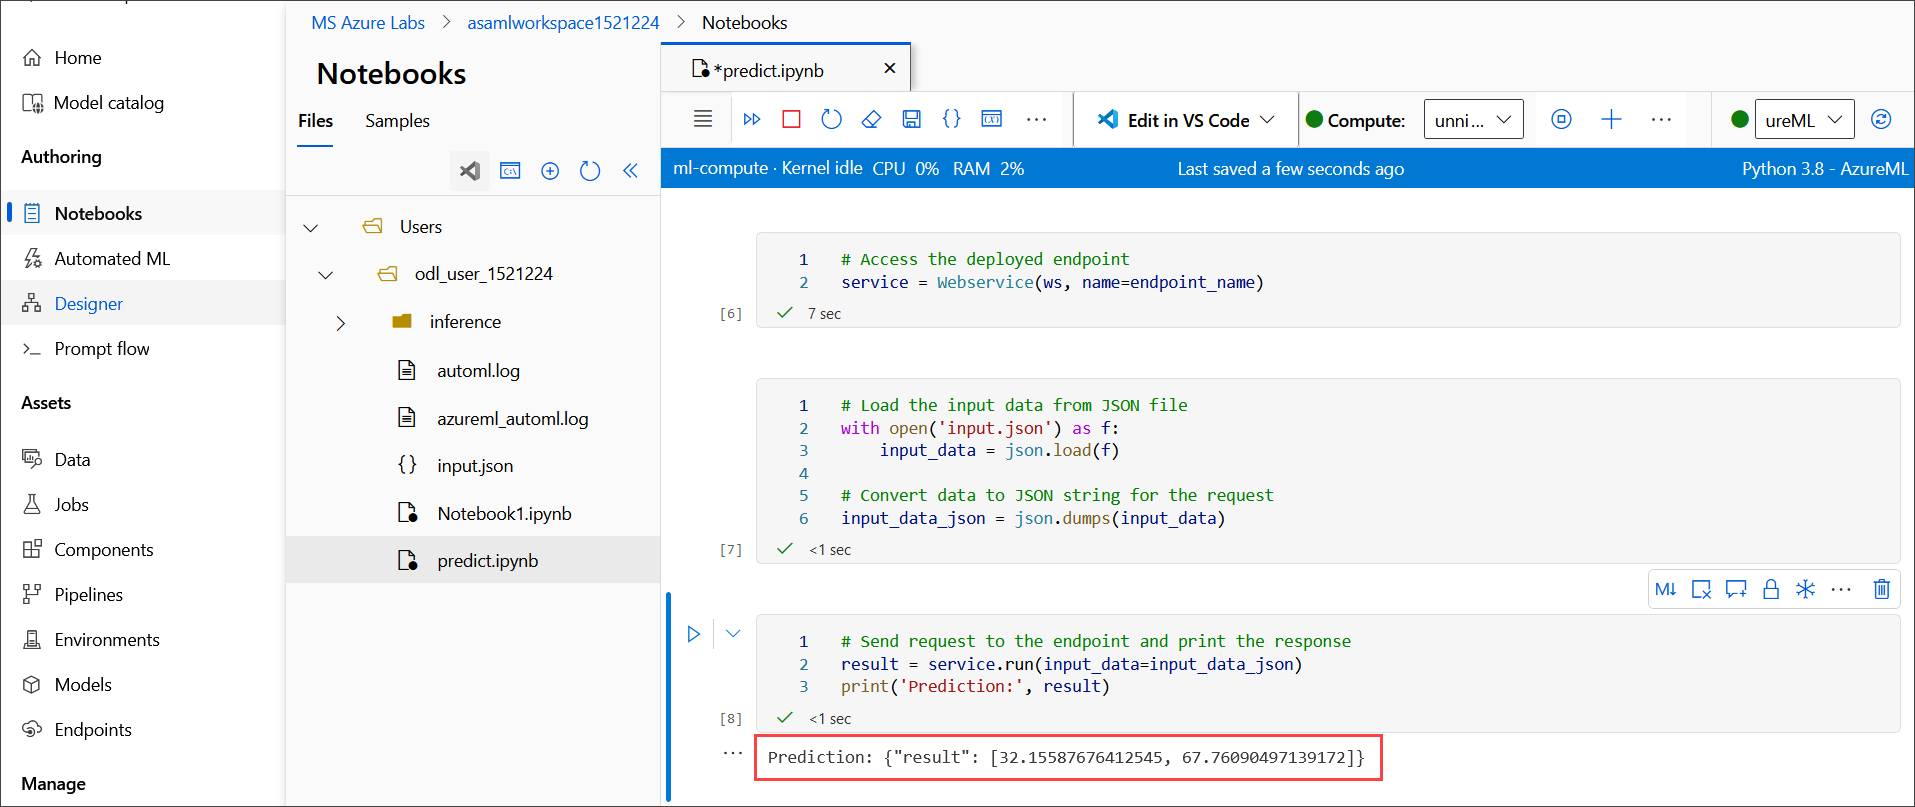 MS Azure Labs > asamlworkspace1521224 > Notebooks
Home
Model catalog
Authoring
Notebooks
Automated ML
Designer
Prompt flow
Assets
Data
Jobs
Components
Pipelines
Environments
Models
Endpoints
Manage
Notebooks
Files Samples
Users
odl_user_1521224
inference
automl.log
azureml_automl.log
input.json
Notebook1.ipynb
predict.ipynb
*predict.ipynb
Edit in VS Code Compute: unni ... ureML
ml-compute · Kernel idle CPU 0% RAM 2% Last saved a few seconds ago Python 3.8 - AzureML
1 # Access the deployed endpoint
2 service = Webservice(ws, name=endpoint_name)
[6] 7 sec
1 # Load the input data from JSON file
2 with open('input.json') as f:
3 input_data = json.load(f)
4
5 # Convert data to JSON string for the request
6 input_data_json = json.dumps(input_data)
[7] <1 sec
M↓
1 # Send request to the endpoint and print the response
2 result = service.run(input_data=input_data_json)
3 print('Prediction:', result)
[8] <1 sec
Prediction: {"result": [32.15587676412545, 67.76090497139172]}